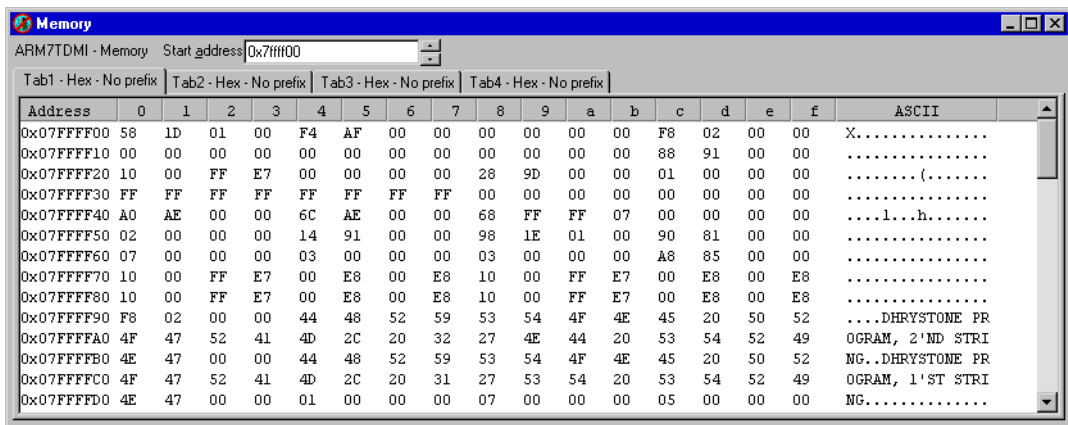 Memory
ARM7TDMI - Memory Start address 0x7ffff00
Tab1 - Hex - No prefix Tab2 - Hex - No prefix Tab3 - Hex - No prefix Tab4 - Hex - No prefix
Address 0 1 2 3 4 5 6 7 8 9 a b c d e f ASCII
0x07FFFF00 58 1D 01 00 F4 AF 00 00 00 00 00 00 F8 02 00 00 X...............
0x07FFFF10 00 00 00 00 00 00 00 00 00 00 00 00 88 91 00 00 ................
0x07FFFF20 10 00 FF E7 00 00 00 00 28 9D 00 00 01 00 00 00 ........(.......
0x07FFFF30 FF FF FF FF FF FF FF FF 00 00 00 00 00 00 00 00 ................
0x07FFFF40 A0 AE 00 00 6C AE 00 00 68 FF FF 07 00 00 00 00 ....l...h.......
0x07FFFF50 02 00 00 00 14 91 00 00 98 1E 01 00 90 81 00 00 ................
0x07FFFF60 07 00 00 00 03 00 00 00 03 00 00 00 A8 85 00 00 ................
0x07FFFF70 10 00 FF E7 00 E8 00 E8 10 00 FF E7 00 E8 00 E8 ................
0x07FFFF80 10 00 FF E7 00 E8 00 E8 10 00 FF E7 00 E8 00 E8 ................
0x07FFFF90 F8 02 00 00 44 48 52 59 53 54 4F 4E 45 20 50 52 ....DHRYSTONE PR
0x07FFFFA0 4F 47 52 41 4D 2C 20 32 27 4E 44 20 53 54 52 49 OGRAM, 2'ND STRI
0x07FFFFB0 4E 47 00 00 44 48 52 59 53 54 4F 4E 45 20 50 52 NG..DHRYSTONE PR
0x07FFFFC0 4F 47 52 41 4D 2C 20 31 27 53 54 20 53 54 52 49 OGRAM, 1'ST STRI
0x07FFFFD0 4E 47 00 00 01 00 00 00 07 00 00 00 05 00 00 00 NG..............